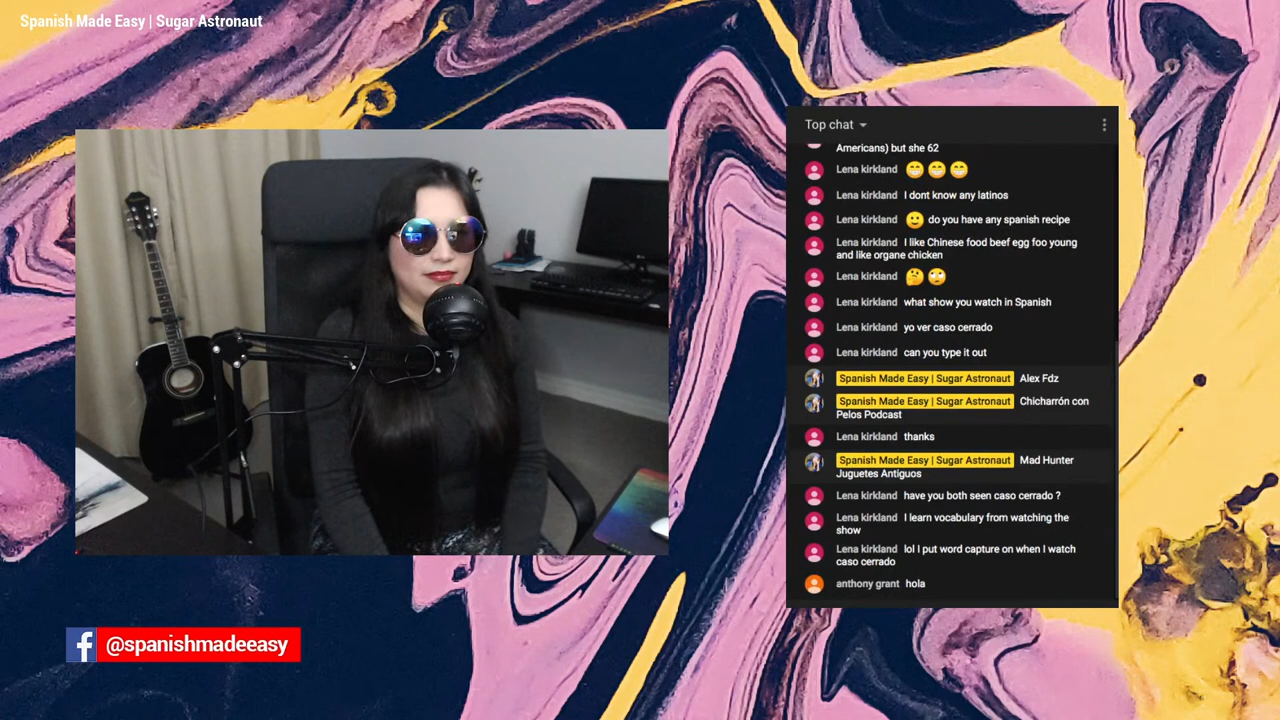 Spanish Made Easy | Sugar Astronaut
Top chat
Americans) but she 62
Lena kirkland 😁😁😁
Lena kirkland I dont know any latinos
Lena kirkland 🙂 do you have any spanish recipe
Lena kirkland I like Chinese food beef egg foo young
and like organe chicken
Lena kirkland 🤔🙄
Lena kirkland what show you watch in Spanish
Lena kirkland yo ver caso cerrado
Lena kirkland can you type it out
Spanish Made Easy | Sugar Astronaut Alex Fdz
Spanish Made Easy | Sugar Astronaut Chicharrón con
Pelos Podcast
Lena kirkland thanks
Spanish Made Easy | Sugar Astronaut Mad Hunter
Juguetes Antiguos
Lena kirkland have you both seen caso cerrado ?
Lena kirkland I learn vocabulary from watching the
show
Lena kirkland lol I put word capture on when I watch
caso cerrado
anthony grant hola
@spanishmadeeasy